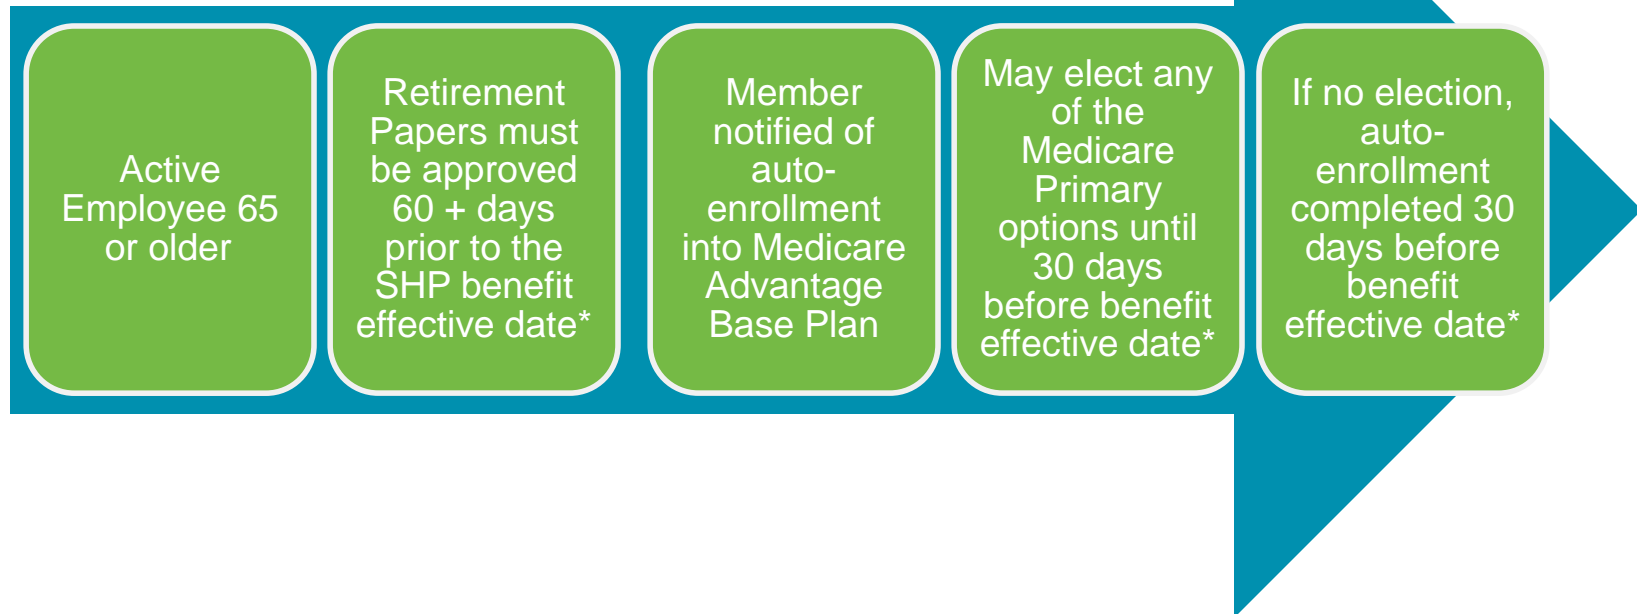 Active
Employee 65
or older
Retirement
Papers must
be approved
60 + days
prior to the
SHP benefit
effective date*
Member
notified of
auto-
enrollment
into Medicare
Advantage
Base Plan
May elect any
of the
Medicare
Primary
options until
30 days
before benefit
effective date*
If no election,
auto-
enrollment
completed 30
days before
benefit
effective date*